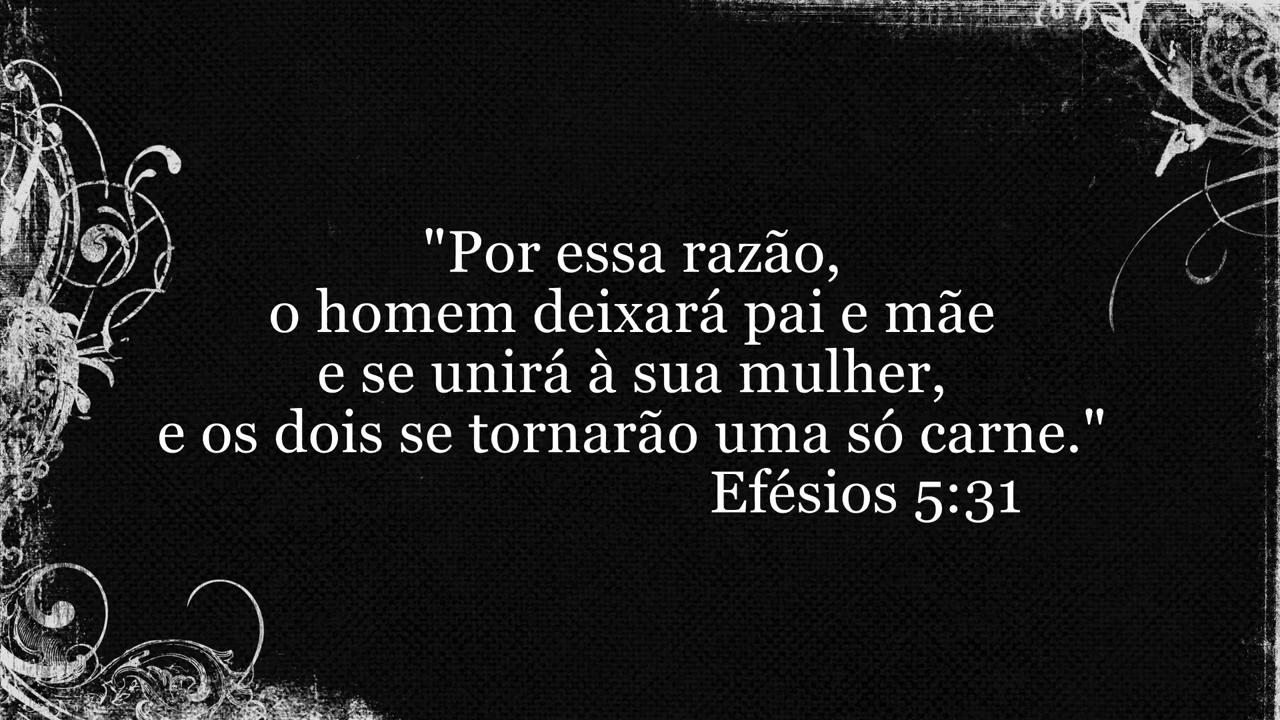 "Por essa razão,
o homem deixará pai e mãe
e se unirá à sua mulher,
e os dois se tornarão uma só carne."
Efésios 5:31